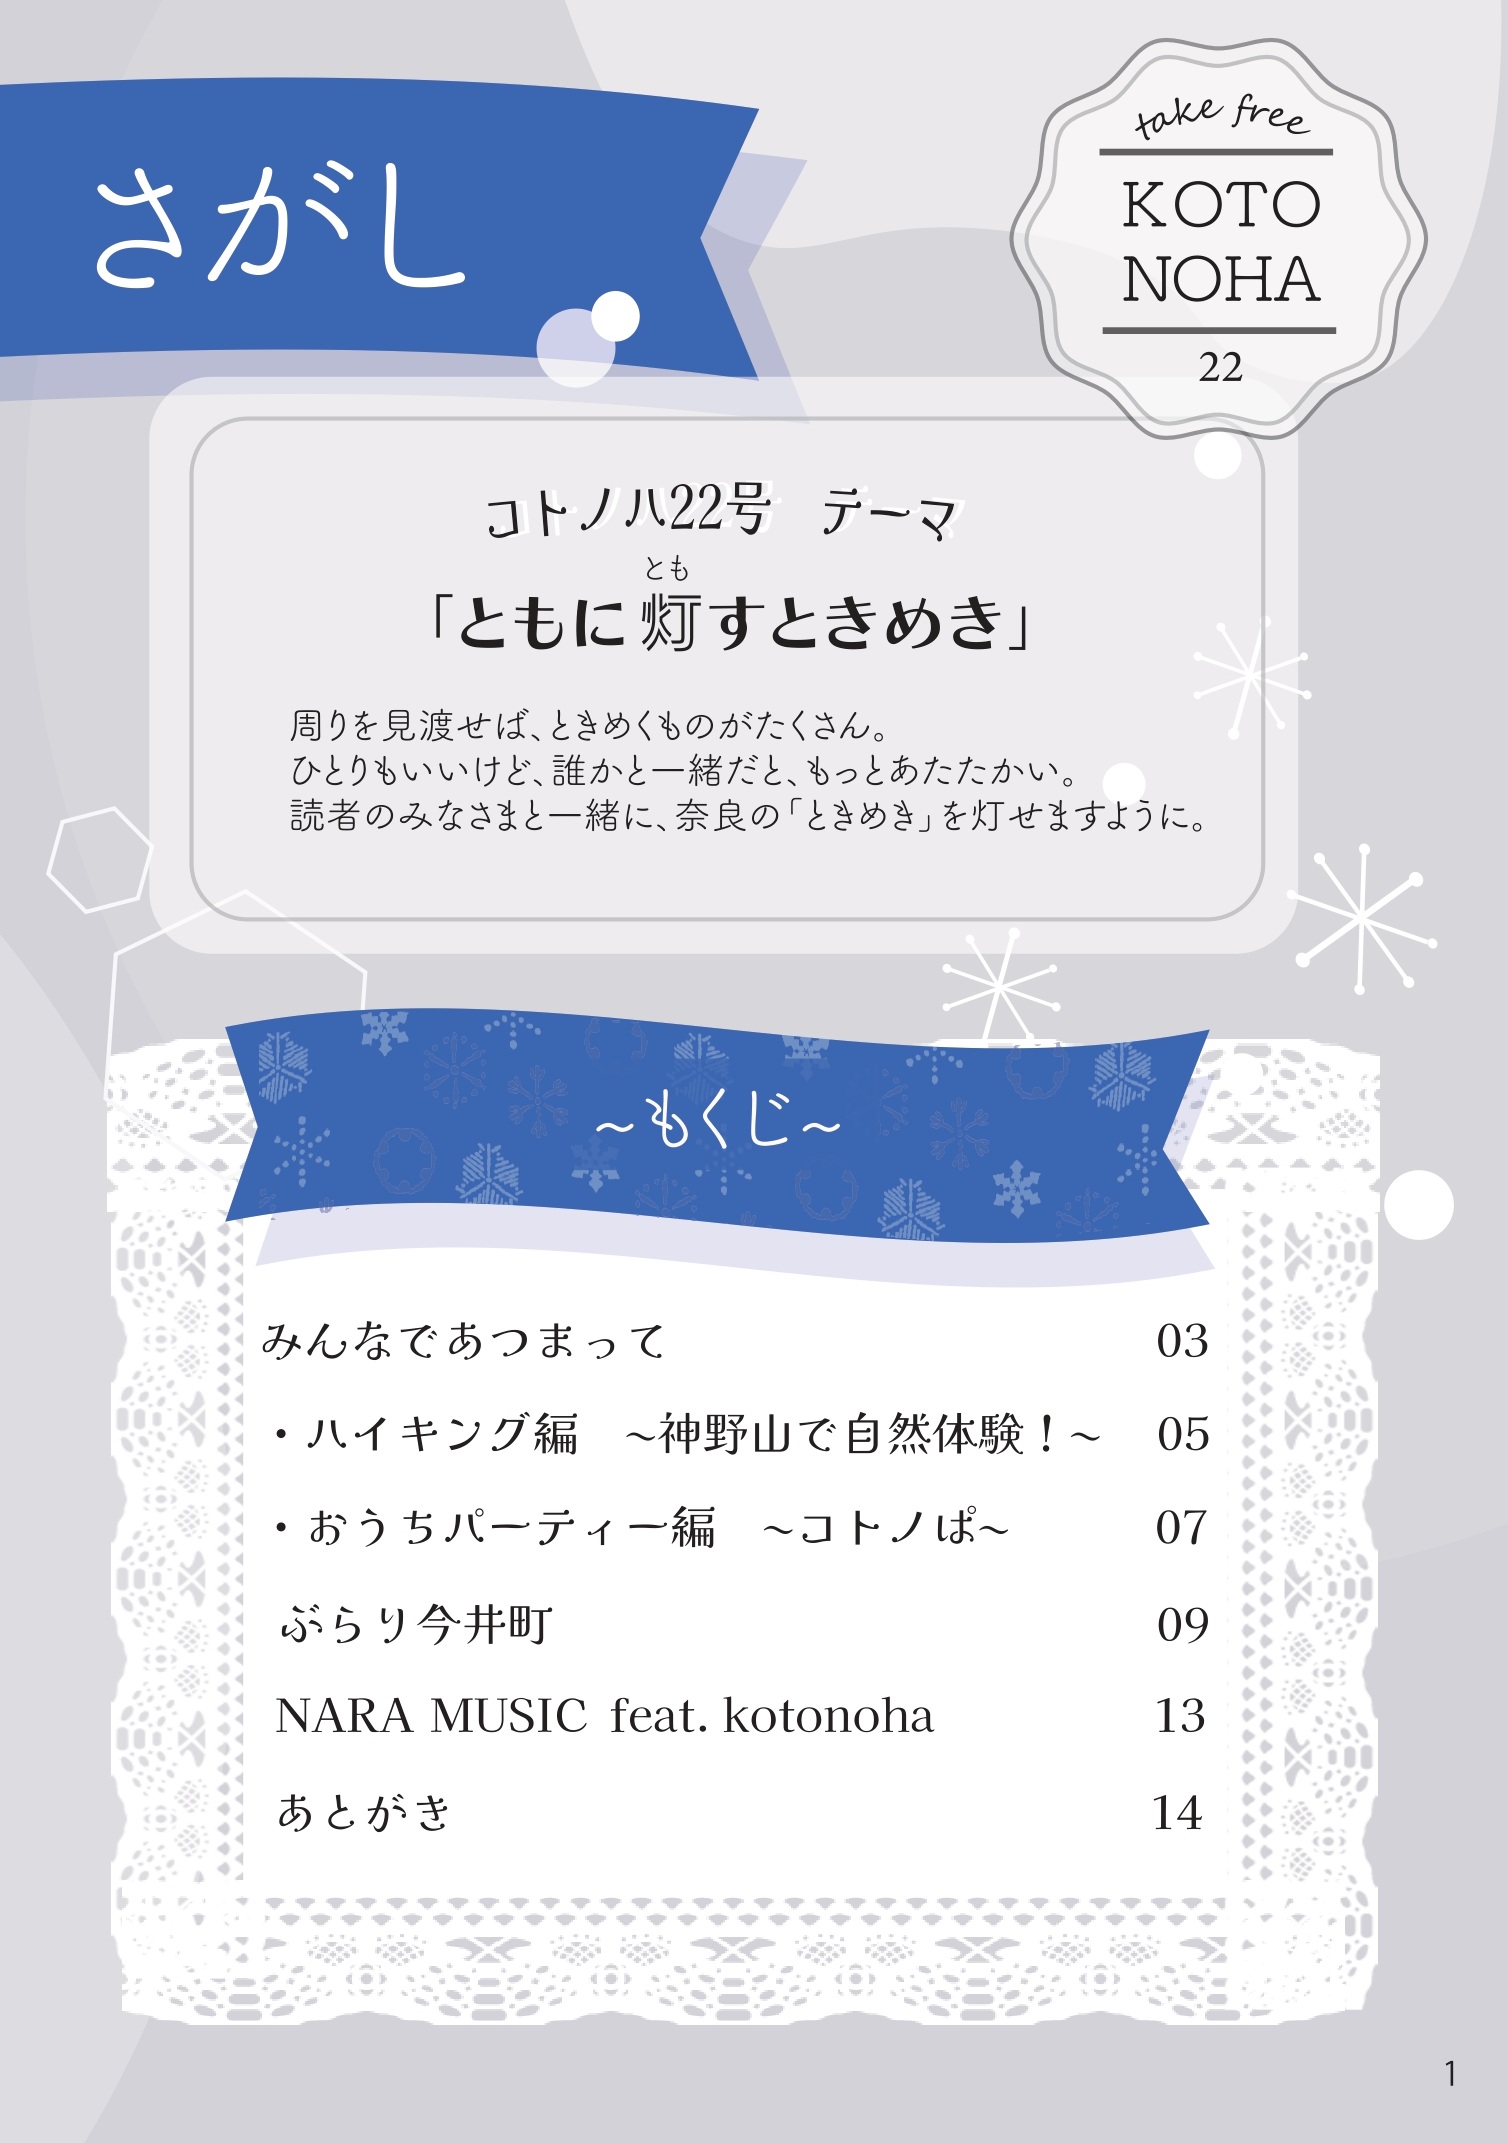 さがし
take free
KOTO
NOHA
22
コトノハ22号　テーマ
とも
「ともに灯すときめき」
周りを見渡せば、ときめくものがたくさん。
ひとりもいいけど、誰かと一緒だと、もっとあたたかい。
読者のみなさまと一緒に、奈良の「ときめき」を灯せますように。
～もくじ～
みんなであつまって 03
・ハイキング編　～神野山で自然体験！～ 05
・おうちパーティー編　～コトノぱ～ 07
ぶらり今井町 09
NARA MUSIC feat. kotonoha 13
あとがき 14
1